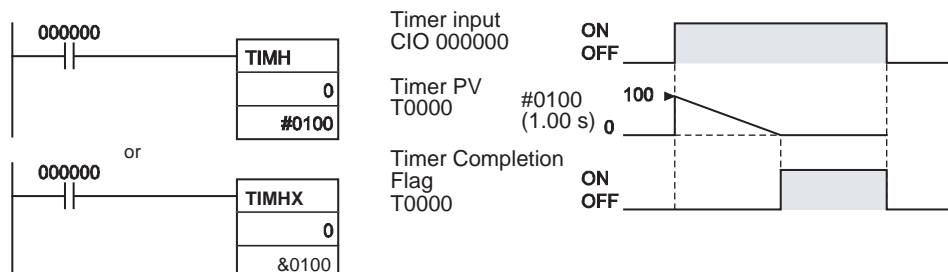 000000
TIMH
0
#0100
or
000000
TIMHX
0
&0100
Timer input
CIO 000000
ON
OFF
Timer PV
T0000
#0100
(1.00 s)
100
0
Timer Completion
Flag
T0000
ON
OFF